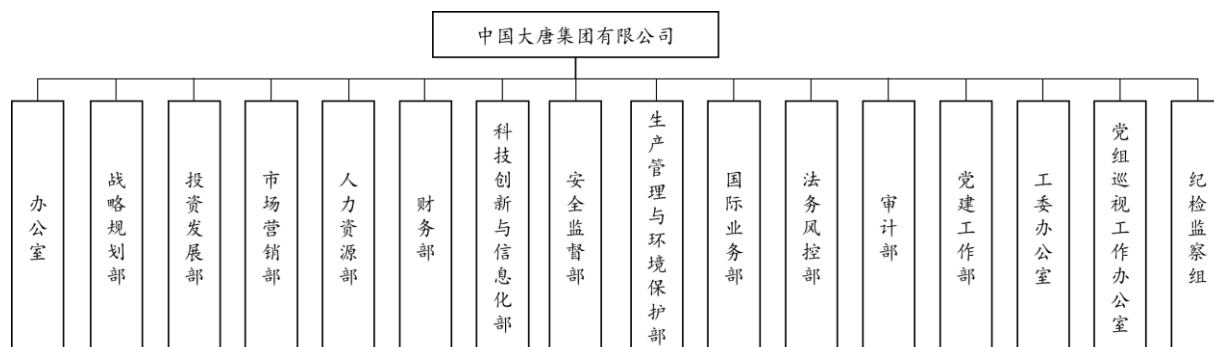 中国大唐集团有限公司
办公室
战略规划部
投资发展部
市场营销部
人力资源部
财务部
科技创新与信息化部
安全监督部
生产管理与环境保护部
国际业务部
法务风控部
审计部
党建工作部
工委办公室
党组巡视工作办公室
纪检监察组